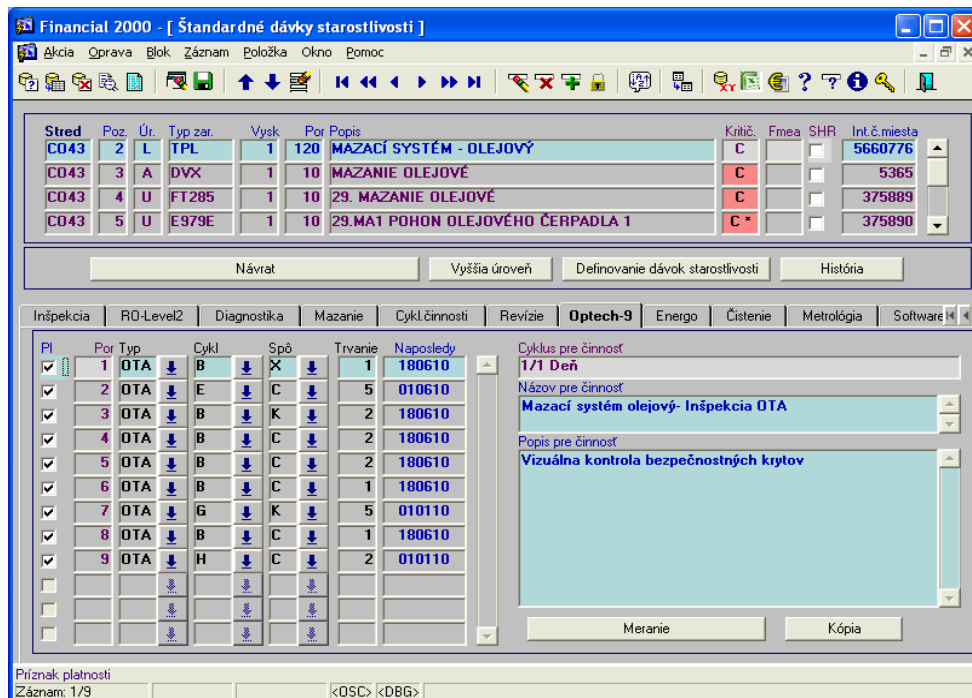 Financial 2000 - [ Štandardné dávky starostlivosti ]
Akcia Oprava Blok Záznam Položka Okno Pomoc
Stred Poz. Úr. Typ zar. Vysk Por Popis Kritič. Fmea SHR Int.č.miesta
C043 2 L TPL 1 120 MAZACÍ SYSTÉM - OLEJOVÝ C 5660776
C043 3 A DVX 1 10 MAZANIE OLEJOVÉ C 5365
C043 4 U FT285 1 10 29. MAZANIE OLEJOVÉ C 375889
C043 5 U E979E 1 10 29.MA1 POHON OLEJOVÉHO ČERPADLA 1 C * 375890
Návrat Vyššia úroveň Definovanie dávok starostlivosti História
Inšpekcia RO-Level2 Diagnostika Mazanie Cykl.činnosti Revízie Optech-9 Energo Čistenie Metrológia Software
Pl Por Typ Cykl Spô Trvanie Naposledy
1 OTA B X 1 180610
2 OTA E C 5 010610
3 OTA B K 2 180610
4 OTA B C 2 180610
5 OTA B C 2 180610
6 OTA B C 1 180610
7 OTA G K 5 010110
8 OTA B C 1 180610
9 OTA H C 2 010110
Cyklus pre činnosť
1/1 Deň
Názov pre činnosť
Mazací systém olejový- Inšpekcia OTA
Popis pre činnosť
Vizuálna kontrola bezpečnostných krytov
Meranie Kópia
Príznak platnosti
Záznam: 1/9 <OSC> <DBG>